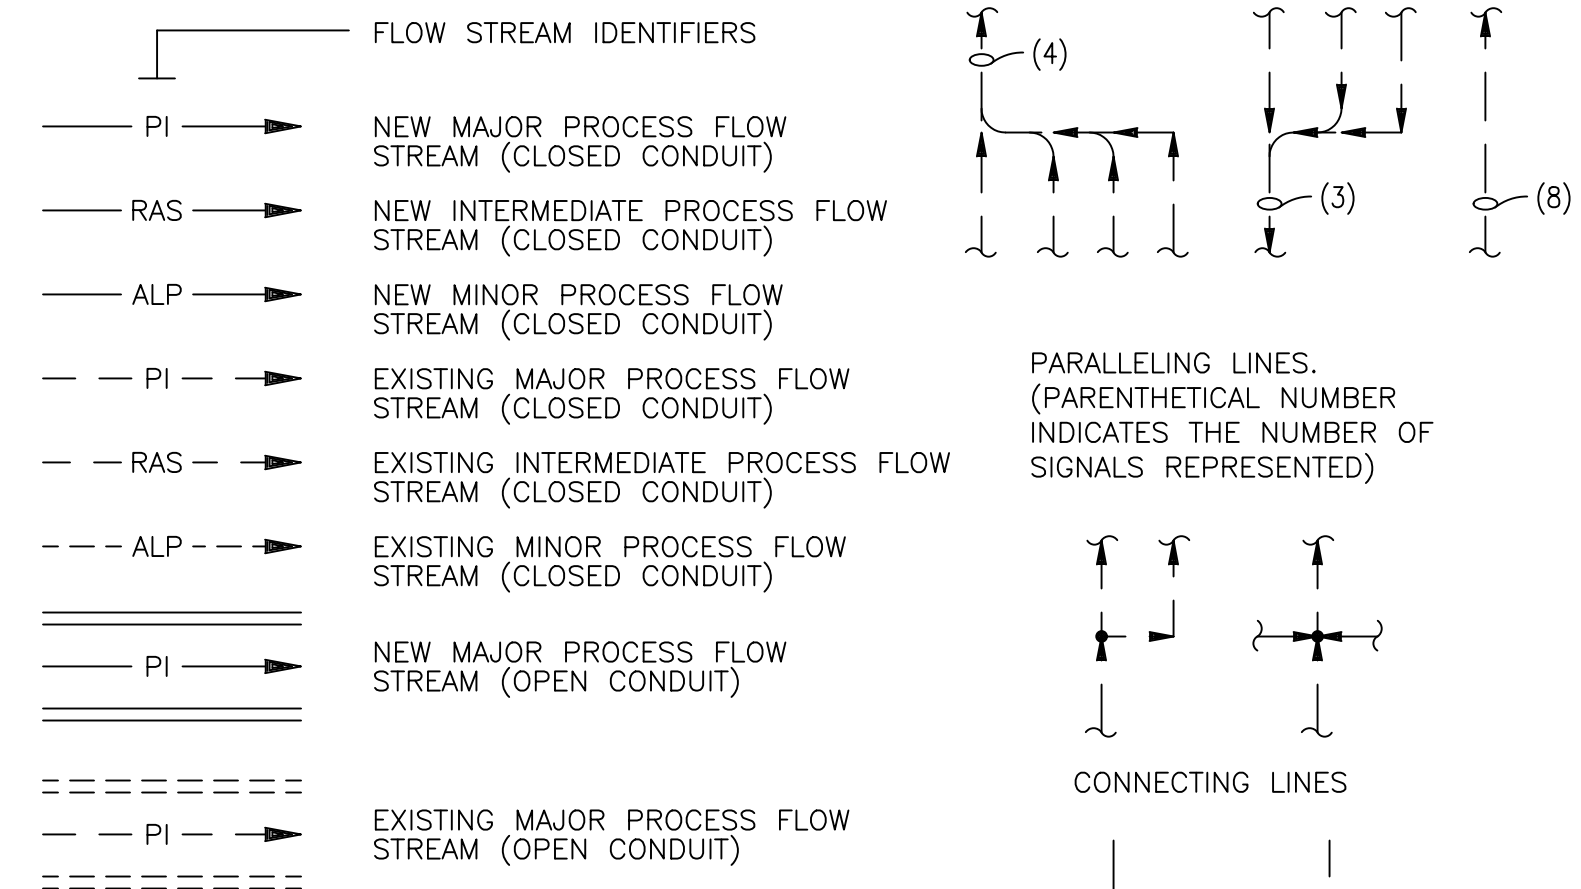 FLOW STREAM IDENTIFIERS
PI
NEW MAJOR PROCESS FLOW
STREAM (CLOSED CONDUIT)
RAS
NEW INTERMEDIATE PROCESS FLOW
STREAM (CLOSED CONDUIT)
ALP
NEW MINOR PROCESS FLOW
STREAM (CLOSED CONDUIT)
PI
EXISTING MAJOR PROCESS FLOW
STREAM (CLOSED CONDUIT)
RAS
EXISTING INTERMEDIATE PROCESS FLOW
STREAM (CLOSED CONDUIT)
ALP
EXISTING MINOR PROCESS FLOW
STREAM (CLOSED CONDUIT)
PI
NEW MAJOR PROCESS FLOW
STREAM (OPEN CONDUIT)
PI
EXISTING MAJOR PROCESS FLOW
STREAM (OPEN CONDUIT)
(4)
(3)
(8)
PARALLELING LINES.
(PARENTHETICAL NUMBER
INDICATES THE NUMBER OF
SIGNALS REPRESENTED)
CONNECTING LINES